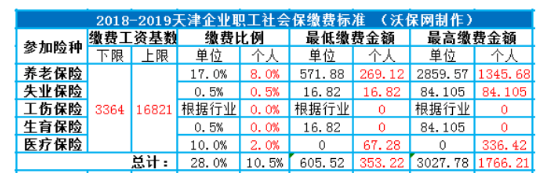 2018-2019天津企业职工社会保缴费标准 （沃保网制作）
参加险种 缴费工资基数 缴费比例 最低缴费金额 最高缴费金额
下限 上限 单位 个人 单位 个人 单位 个人
养老保险 3364 16821 17.0% 8.0% 571.88 269.12 2859.57 1345.68
失业保险 0.5% 0.5% 16.82 16.82 84.105 84.105
工伤保险 根据行业 0.0% 根据行业 0 根据行业 0
生育保险 0.5% 0.0% 16.82 0 84.105 0
医疗保险 10.0% 2.0% 0 67.28 0 336.42
总计： 28.0% 10.5% 605.52 353.22 3027.78 1766.21